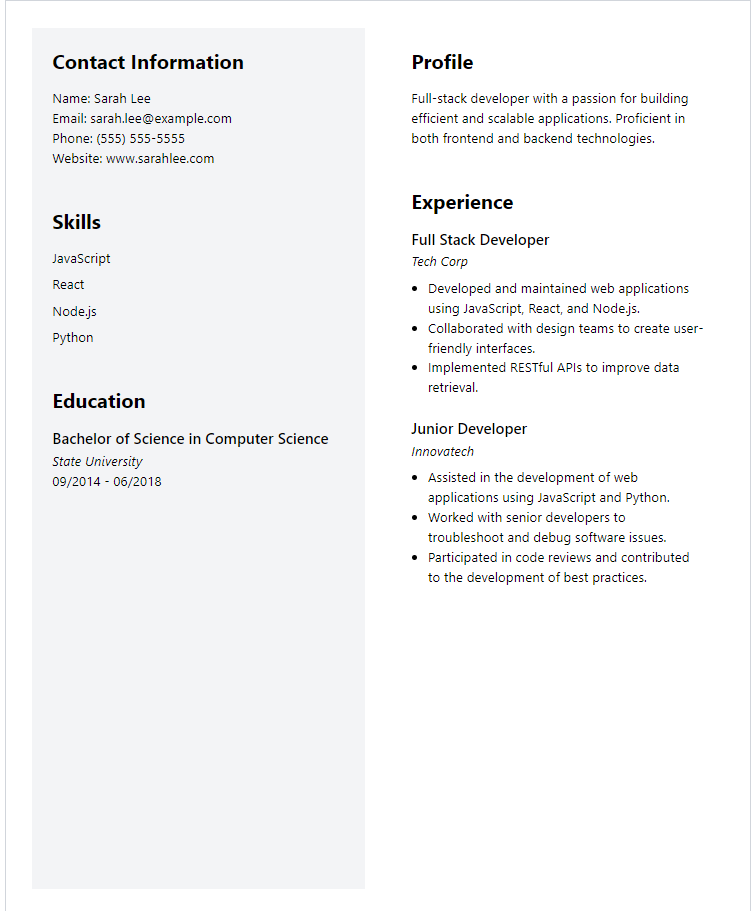 Contact Information
Name: Sarah Lee
Email: sarah.lee@example.com
Phone: (555) 555-5555
Website: www.sarahlee.com
Skills
JavaScript
React
Node.js
Python
Education
Bachelor of Science in Computer Science
State University
09/2014 - 06/2018
Profile
Full-stack developer with a passion for building
efficient and scalable applications. Proficient in
both frontend and backend technologies.
Experience
Full Stack Developer
Tech Corp
• Developed and maintained web applications
using JavaScript, React, and Node.js.
• Collaborated with design teams to create user-
friendly interfaces.
• Implemented RESTful APIs to improve data
retrieval.
Junior Developer
Innovatech
• Assisted in the development of web
applications using JavaScript and Python.
• Worked with senior developers to
troubleshoot and debug software issues.
• Participated in code reviews and contributed
to the development of best practices.